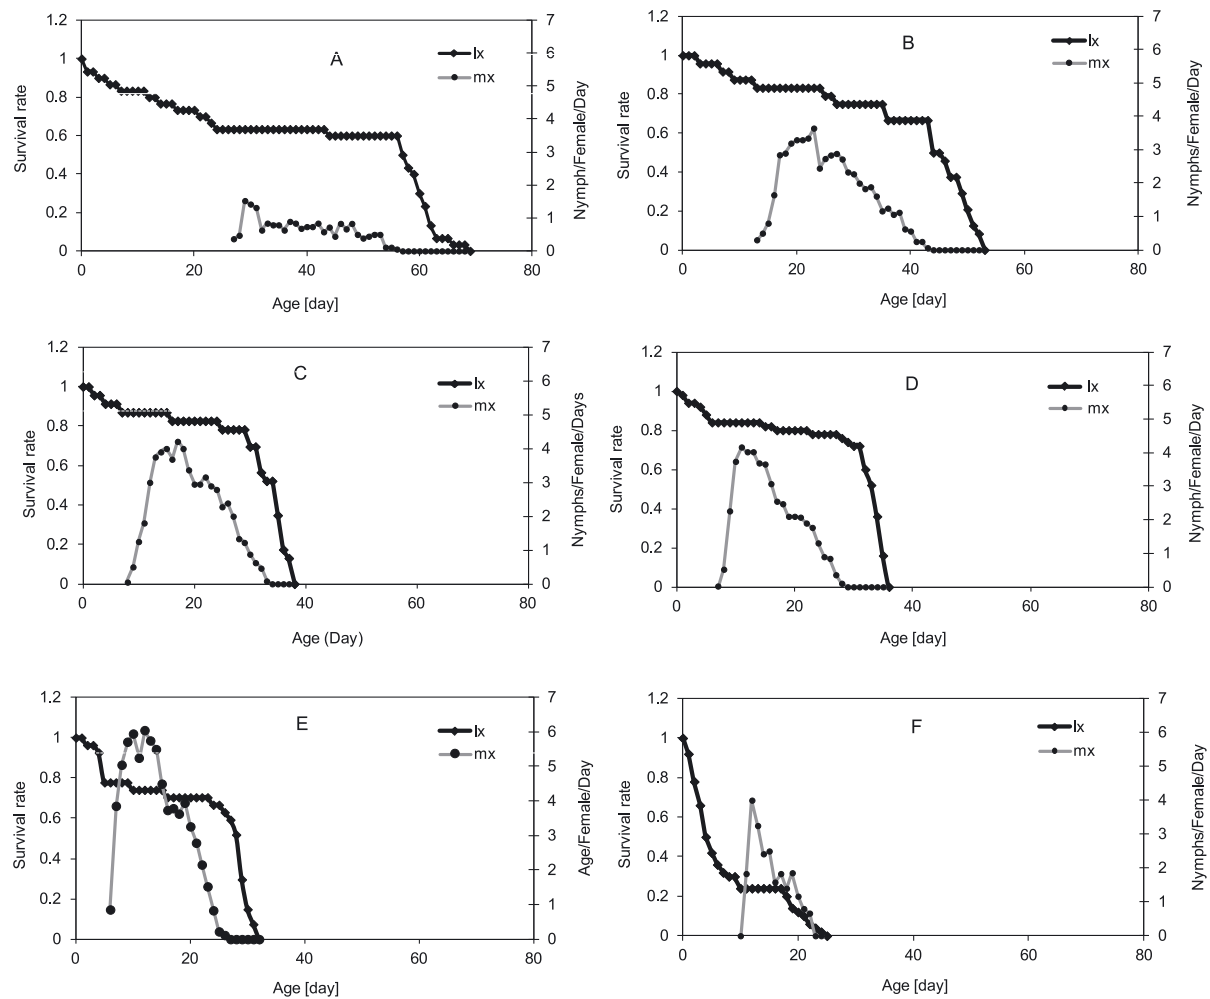 A
lx
mx
Survival rate
1.2
1
0.8
0.6
0.4
0.2
0
7
6
5
4
3
2
1
0
Nymph/Female/Day
0 20 40 60 80
Age [day]
B
lx
mx
Survival rate
1.2
1
0.8
0.6
0.4
0.2
0
7
6
5
4
3
2
1
0
Nymphs/Female/Day
0 20 40 60 80
Age [day]
C
lx
mx
Survival rate
1.2
1
0.8
0.6
0.4
0.2
0
7
6
5
4
3
2
1
0
Nymphs/Female/Days
0 20 40 60 80
Age (Day)
D
lx
mx
Survival rate
1.2
1
0.8
0.6
0.4
0.2
0
7
6
5
4
3
2
1
0
Nymph/Female/Day
0 20 40 60 80
Age [day]
E
lx
mx
Survival rate
1.2
1
0.8
0.6
0.4
0.2
0
7
6
5
4
3
2
1
0
Age/Female/Day
0 20 40 60 80
Age [day]
F
lx
mx
Survival rate
1.2
1
0.8
0.6
0.4
0.2
0
7
6
5
4
3
2
1
0
Nymphs/Female/Day
0 20 40 60 80
Age [day]